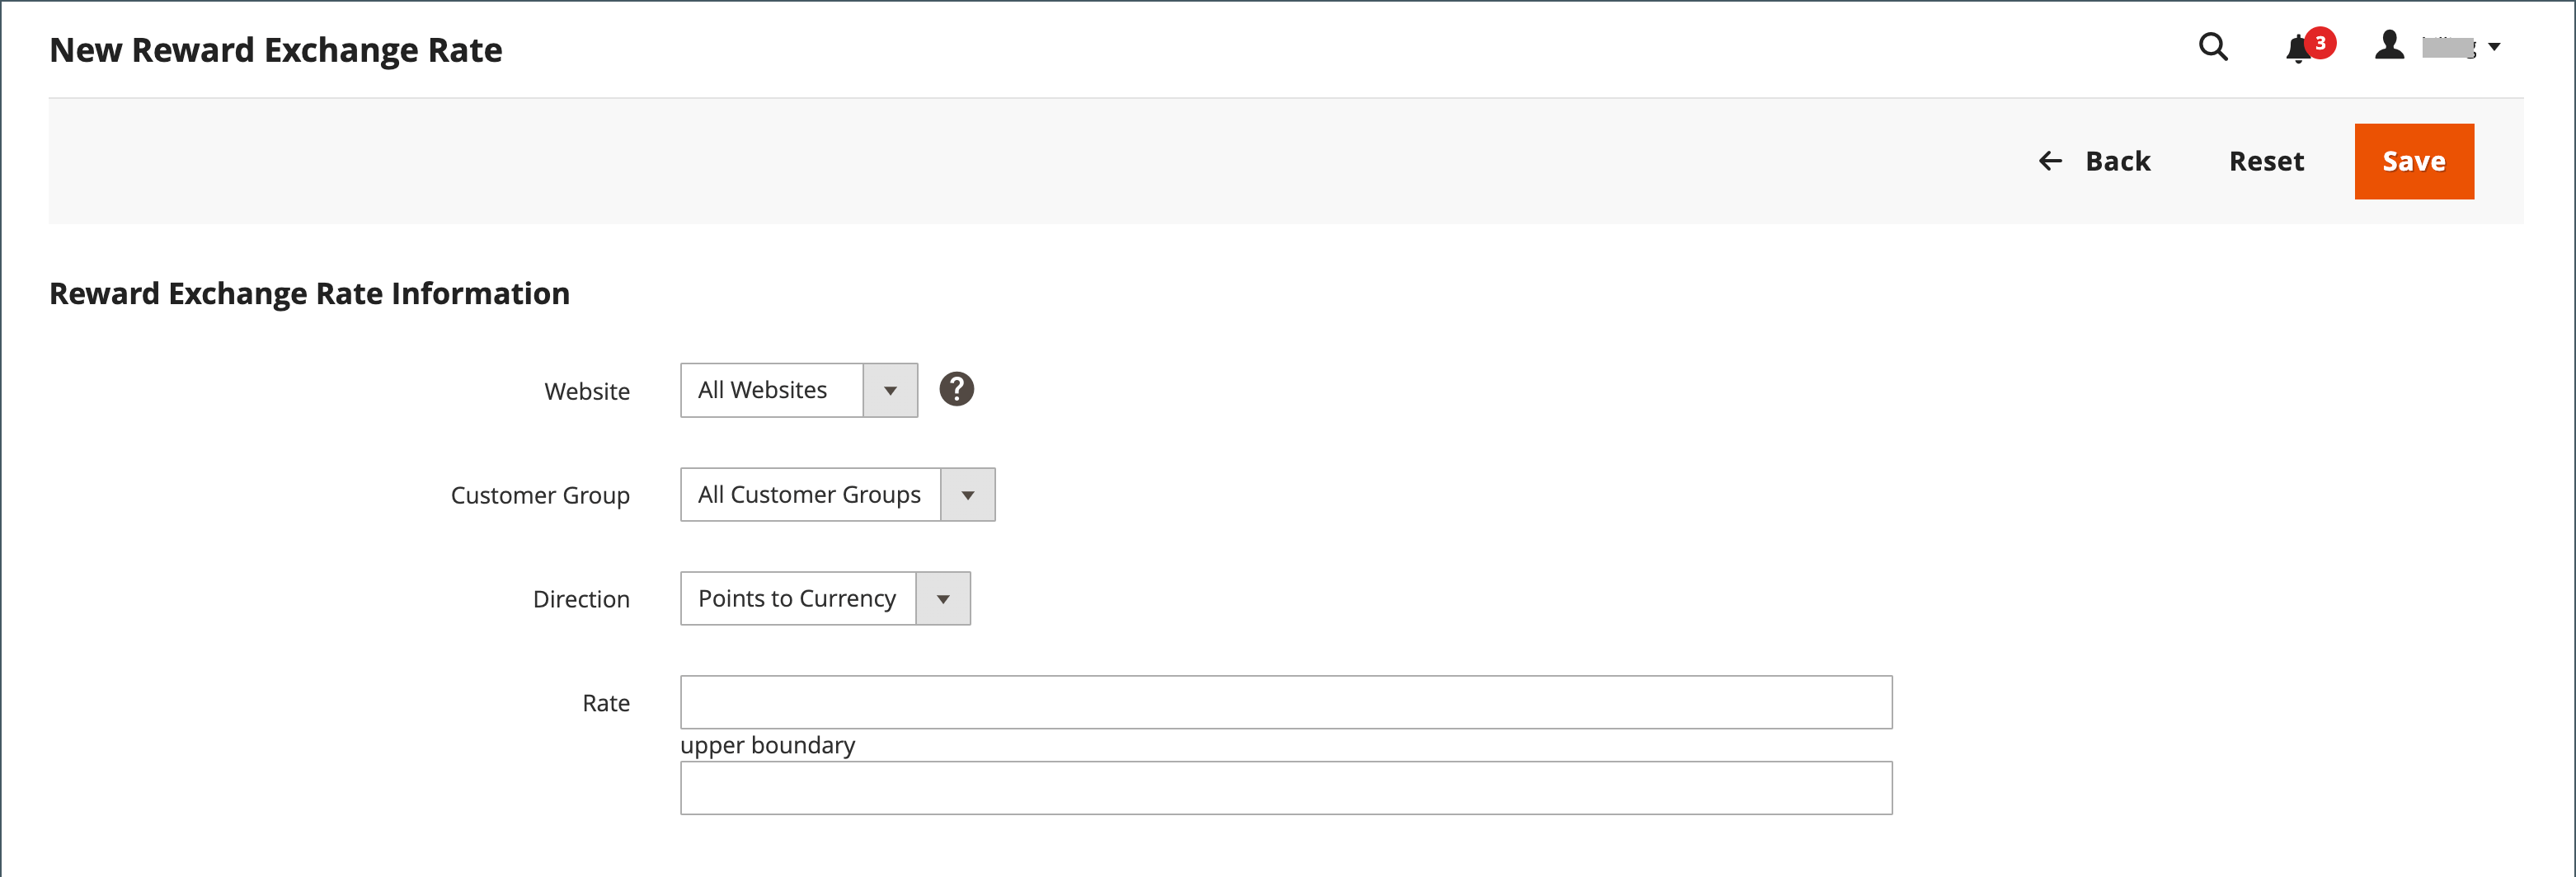 New Reward Exchange Rate
3
Back Reset Save
Reward Exchange Rate Information
Website All Websites ?
Customer Group All Customer Groups
Direction Points to Currency
Rate
upper boundary